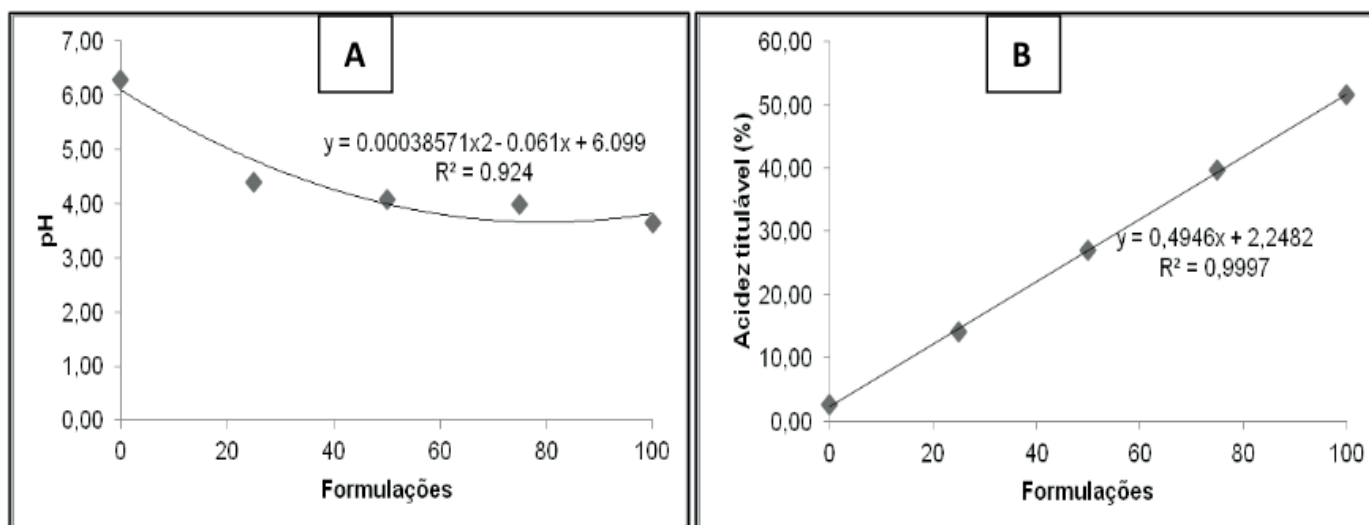 A
7,00
6,00
5,00
4,00
3,00
2,00
1,00
0,00
pH
y = 0.00038571x2 - 0.061x + 6.099
R² = 0.924
0 20 40 60 80 100
Formulações
B
60,00
50,00
40,00
30,00
20,00
10,00
0,00
Acidez titulável (%)
y = 0,4946x + 2,2482
R² = 0,9997
0 20 40 60 80 100
Formulações